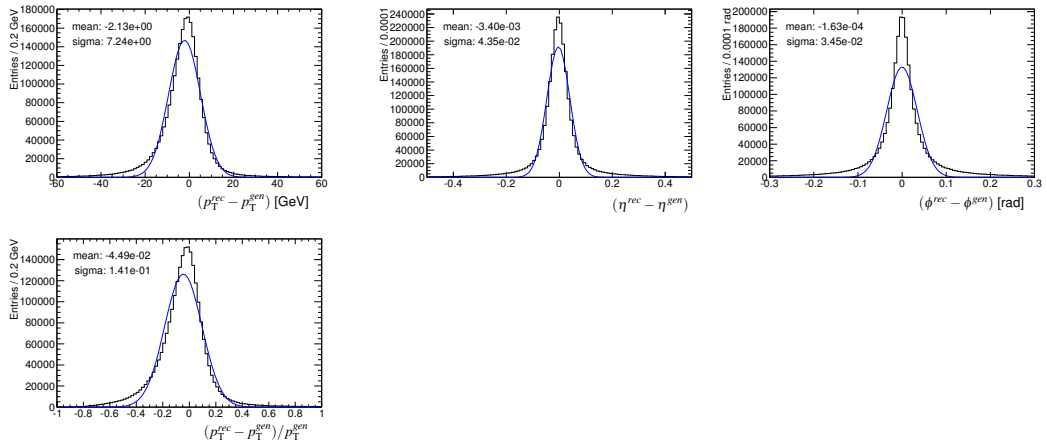 Entries / 0.2 GeV
180000
160000
140000
120000
100000
80000
60000
40000
20000
0
mean: -2.13e+00
sigma: 7.24e+00
-60 -40 -20 0 20 40 60
(p_T^rec − p_T^gen) [GeV]
Entries / 0.0001
240000
220000
200000
180000
160000
140000
120000
100000
80000
60000
40000
20000
0
mean: -3.40e-03
sigma: 4.35e-02
-0.4 -0.2 0 0.2 0.4
(η^rec − η^gen)
Entries / 0.0001 rad
200000
180000
160000
140000
120000
100000
80000
60000
40000
20000
0
mean: -1.63e-04
sigma: 3.45e-02
-0.3 -0.2 -0.1 0 0.1 0.2 0.3
(ϕ^rec − ϕ^gen) [rad]
Entries / 0.2 GeV
140000
120000
100000
80000
60000
40000
20000
0
mean: -4.49e-02
sigma: 1.41e-01
-1 -0.8 -0.6 -0.4 -0.2 0 0.2 0.4 0.6 0.8 1
(p_T^rec − p_T^gen)/p_T^gen